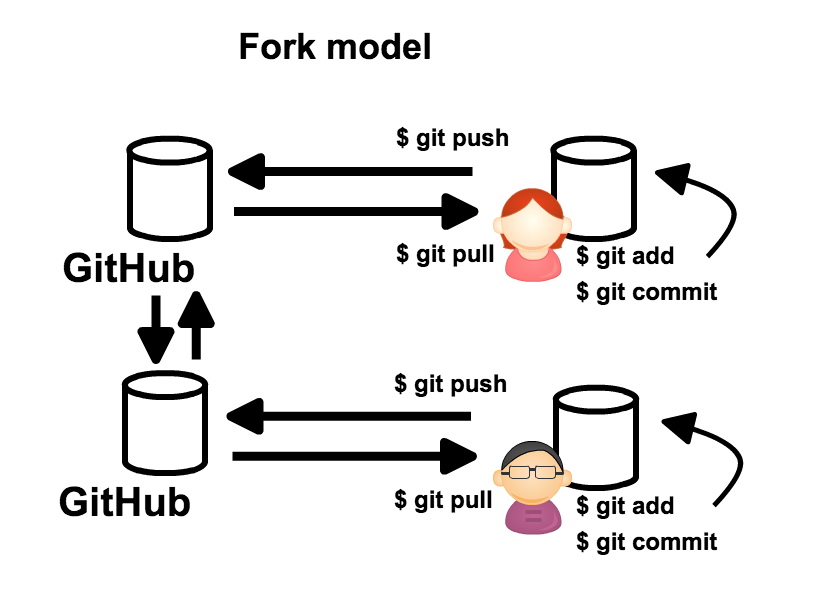 Fork model
$ git push
$ git pull
GitHub
$ git add
$ git commit
$ git push
$ git pull
GitHub
$ git add
$ git commit